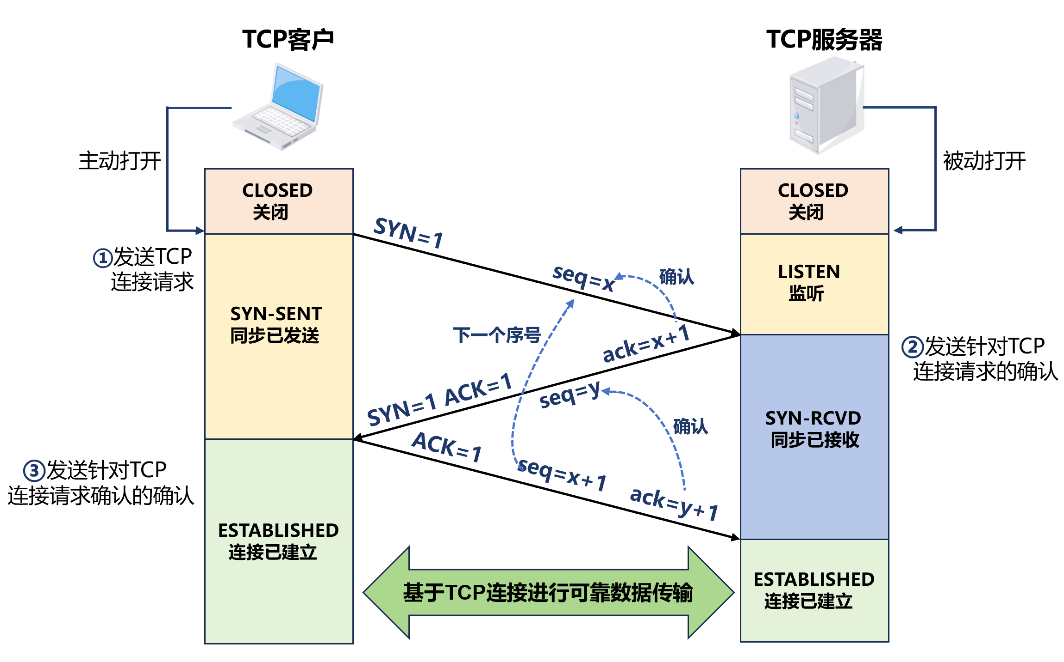 TCP客户
TCP服务器
主动打开
被动打开
CLOSED
关闭
CLOSED
关闭
①发送TCP
连接请求
SYN=1
seq=x
确认
LISTEN
监听
SYN-SENT
同步已发送
下一个序号
ack=x+1
②发送针对TCP
连接请求的确认
SYN=1 ACK=1
seq=y
确认
SYN-RCVD
同步已接收
③发送针对TCP
连接请求确认的确认
ACK=1
seq=x+1
ack=y+1
ESTABLISHED
连接已建立
基于TCP连接进行可靠数据传输
ESTABLISHED
连接已建立